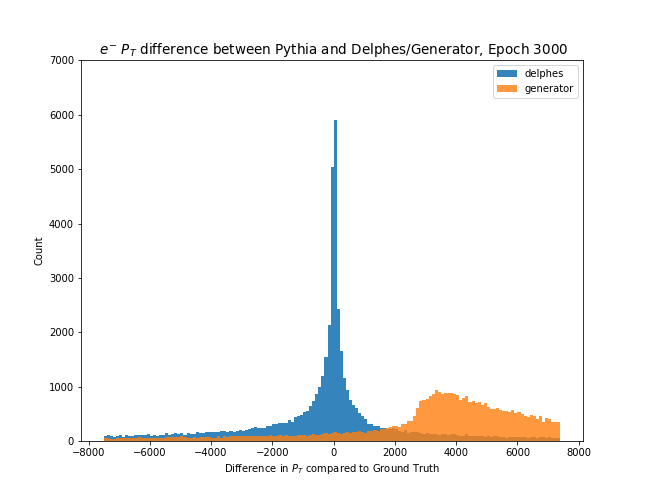 e⁻ P_T difference between Pythia and Delphes/Generator, Epoch 3000
7000
6000
5000
4000
3000
2000
1000
0
Count
delphes
generator
−8000 −6000 −4000 −2000 0 2000 4000 6000 8000
Difference in P_T compared to Ground Truth